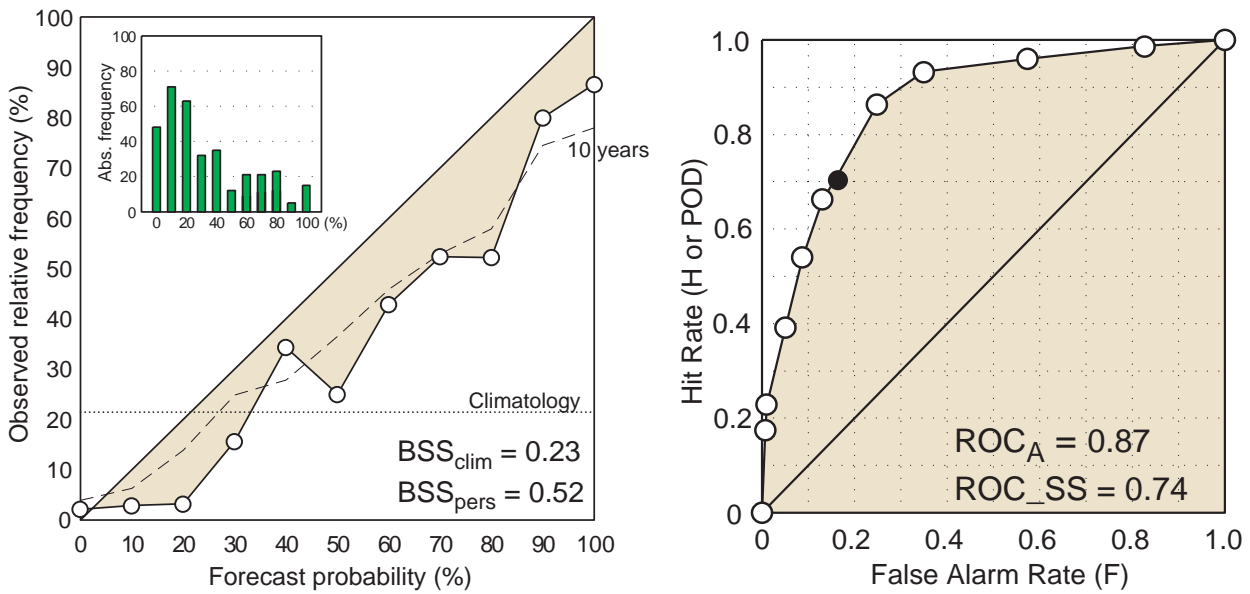 100
90
80
70
60
50
40
30
20
10
0
Observed relative frequency (%)
100
80
60
40
20
0
Abs. frequency
0 20 40 60 80 100 (%)
10 years
Climatology
BSSclim = 0.23
BSSpers = 0.52
0 10 20 30 40 50 60 70 80 90 100
Forecast probability (%)
1.0
0.8
0.6
0.4
0.2
0
Hit Rate (H or POD)
ROCA = 0.87
ROC_SS = 0.74
0 0.2 0.4 0.6 0.8 1.0
False Alarm Rate (F)